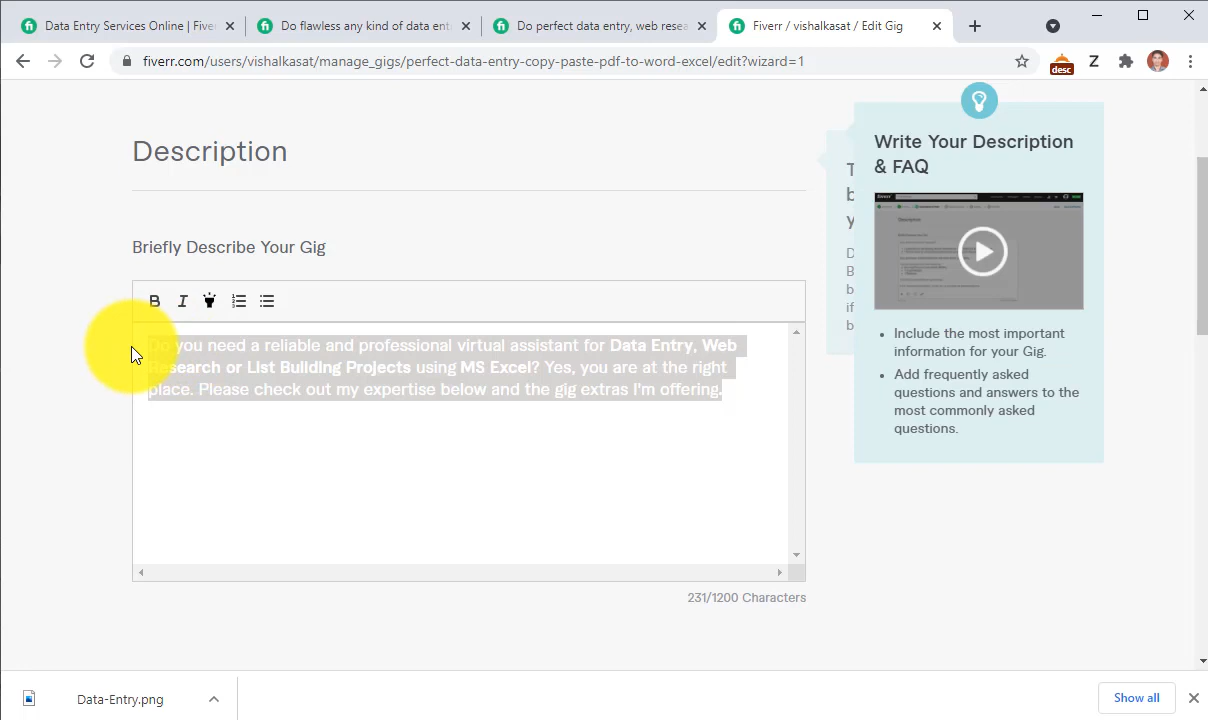 Data Entry Services Online | Fiver
Do flawless any kind of data ent
Do perfect data entry, web resea
Fiverr / vishalkasat / Edit Gig
fiverr.com/users/vishalkasat/manage_gigs/perfect-data-entry-copy-paste-pdf-to-word-excel/edit?wizard=1
desc
Z
Description
Briefly Describe Your Gig
B I
Do you need a reliable and professional virtual assistant for Data Entry, Web
Research or List Building Projects using MS Excel? Yes, you are at the right
place. Please check out my expertise below and the gig extras I'm offering.
231/1200 Characters
Write Your Description
& FAQ
Include the most important
information for your Gig.
Add frequently asked
questions and answers to the
most commonly asked
questions.
Data-Entry.png
Show all